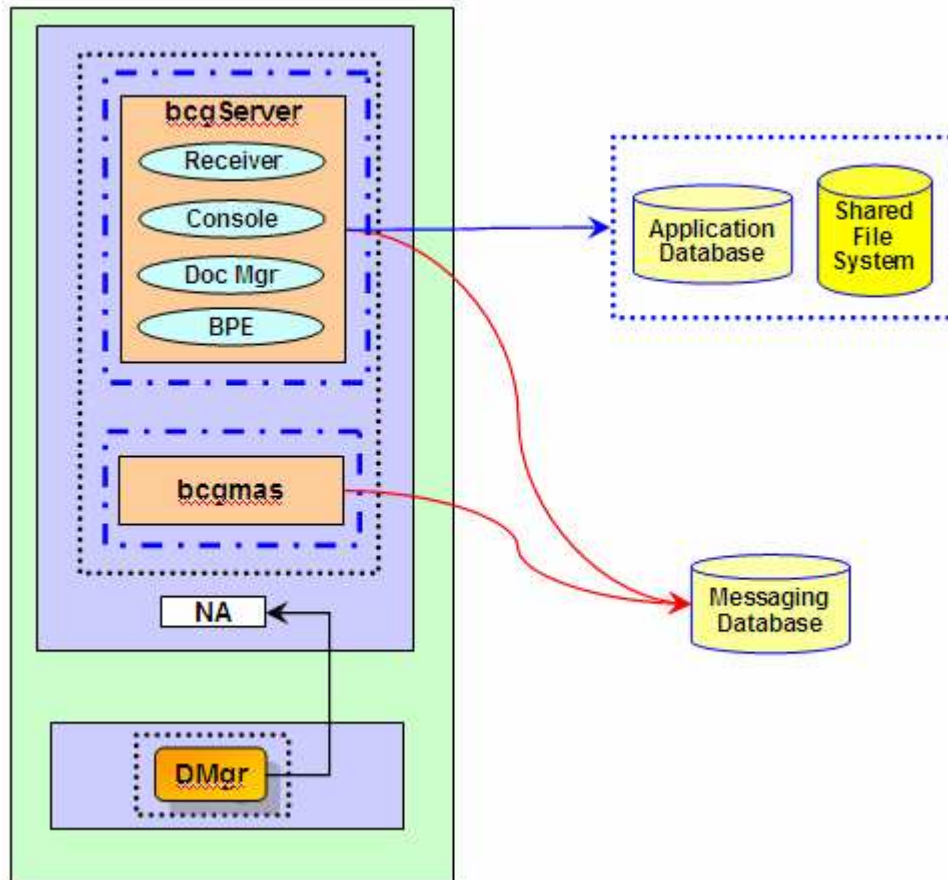 bcgServer
Receiver
Console
Doc Mgr
BPE
bcgmas
NA
DMgr
Application
Database
Shared
File
System
Messaging
Database